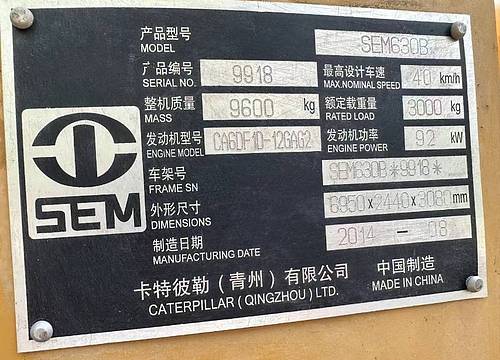 产品型号 SEM630B
MODEL
产品编号 9918 最高设计车速 40 km/h
SERIAL NO. MAX.NOMINAL SPEED
整机质量 9600 kg 额定载重量 3000 kg
MASS RATED LOAD
发动机型号 CA6DF1D-12GAG2 发动机功率 92 kW
ENGINE MODEL ENGINE POWER
车架号 SEM630B*9918*
FRAME SN
外形尺寸 6950x2440x3080 mm
DIMENSIONS
制造日期 2014 - 08
MANUFACTURING DATE
SEM
卡特彼勒（青州）有限公司 中国制造
CATERPILLAR (QINGZHOU) LTD. MADE IN CHINA